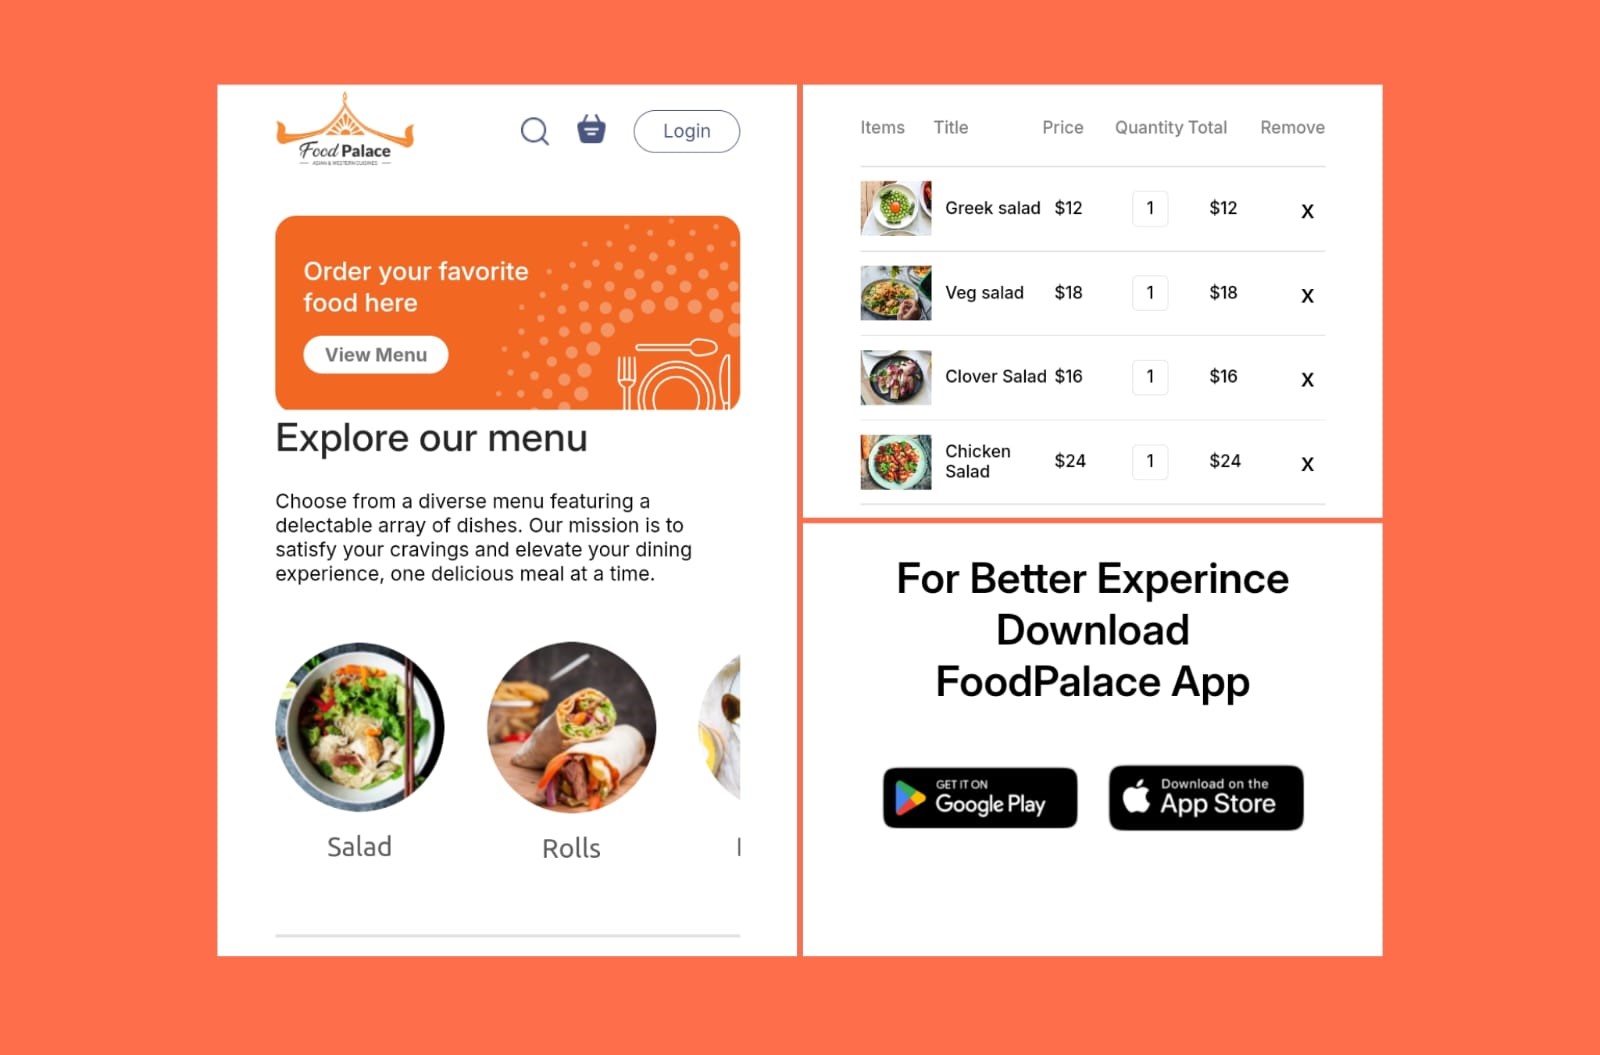 Food Palace
ASIAN & WESTERN CUISINES
Login
Order your favorite
food here
View Menu
Explore our menu
Choose from a diverse menu featuring a
delectable array of dishes. Our mission is to
satisfy your cravings and elevate your dining
experience, one delicious meal at a time.
Salad
Rolls
Items Title Price Quantity Total Remove
Greek salad $12 1 $12 X
Veg salad $18 1 $18 X
Clover Salad $16 1 $16 X
Chicken
Salad $24 1 $24 X
For Better Experince
Download
FoodPalace App
GET IT ON
Google Play
Download on the
App Store